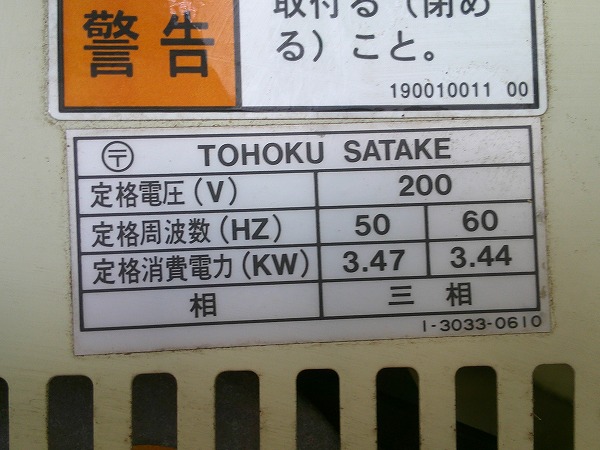 取付る（閉め
警告
る）こと。
190010011 00
〒 TOHOKU SATAKE
定格電圧(V) 200
定格周波数(HZ) 50 60
定格消費電力(KW) 3.47 3.44
相 三相
1-3033-0610